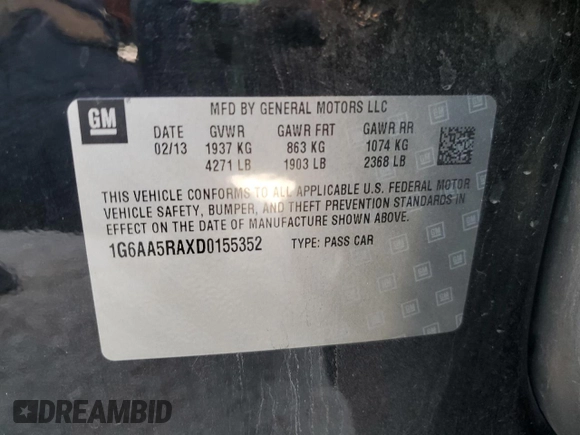 GM
MFD BY GENERAL MOTORS LLC
DATE GVWR GAWR FRT GAWR RR
02/13 1937 KG 863 KG 1074 KG
4271 LB 1903 LB 2368 LB
THIS VEHICLE CONFORMS TO ALL APPLICABLE U.S. FEDERAL MOTOR
VEHICLE SAFETY, BUMPER, AND THEFT PREVENTION STANDARDS IN
EFFECT ON THE DATE OF MANUFACTURE SHOWN ABOVE.
1G6AA5RAXD0155352 TYPE: PASS CAR
DREAMBID